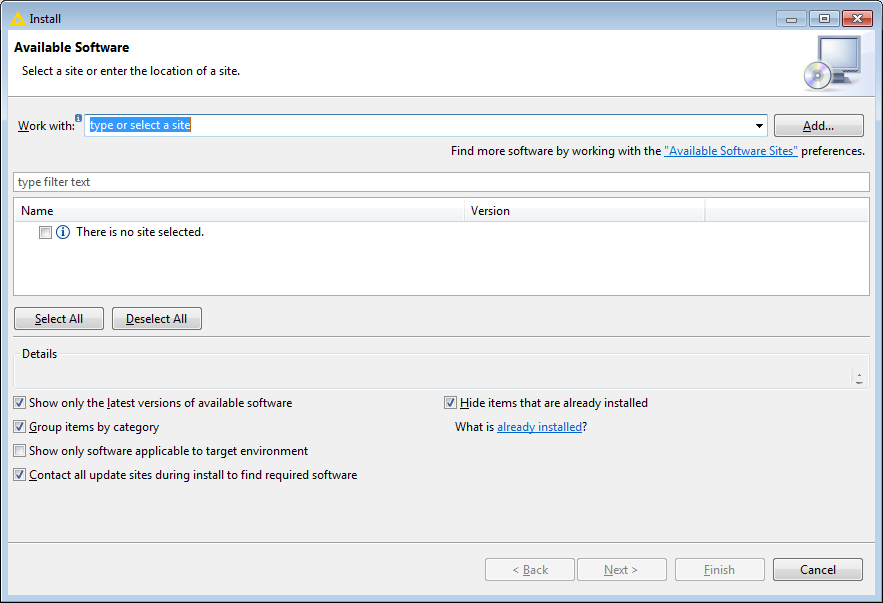 Install
Available Software
Select a site or enter the location of a site.
Work with: type or select a site Add...
Find more software by working with the "Available Software Sites" preferences.
type filter text
Name Version
There is no site selected.
Select All Deselect All
Details
Show only the latest versions of available software Hide items that are already installed
Group items by category What is already installed?
Show only software applicable to target environment
Contact all update sites during install to find required software
< Back Next > Finish Cancel